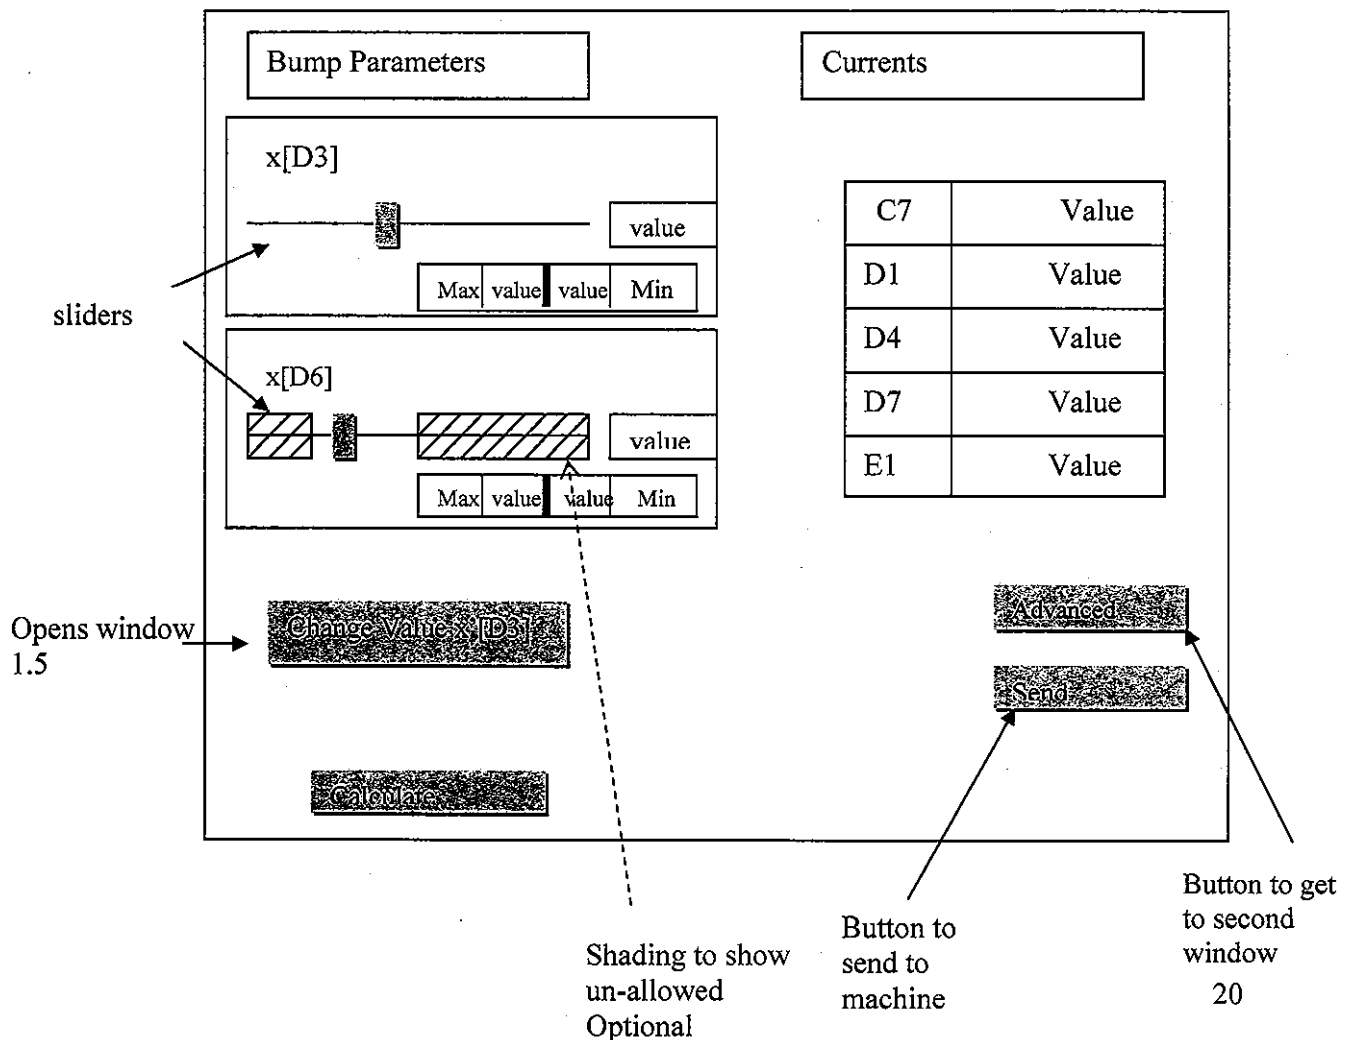 Bump Parameters
Currents
x[D3]
value
Max value value Min
sliders
x[D6]
value
Max value value Min
C7 Value
D1 Value
D4 Value
D7 Value
E1 Value
Opens window
1.5
Change Value x'[D3]
Advanced
Send
Calculate
Shading to show
un-allowed
Optional
Button to
send to
machine
Button to get
to second
window
20